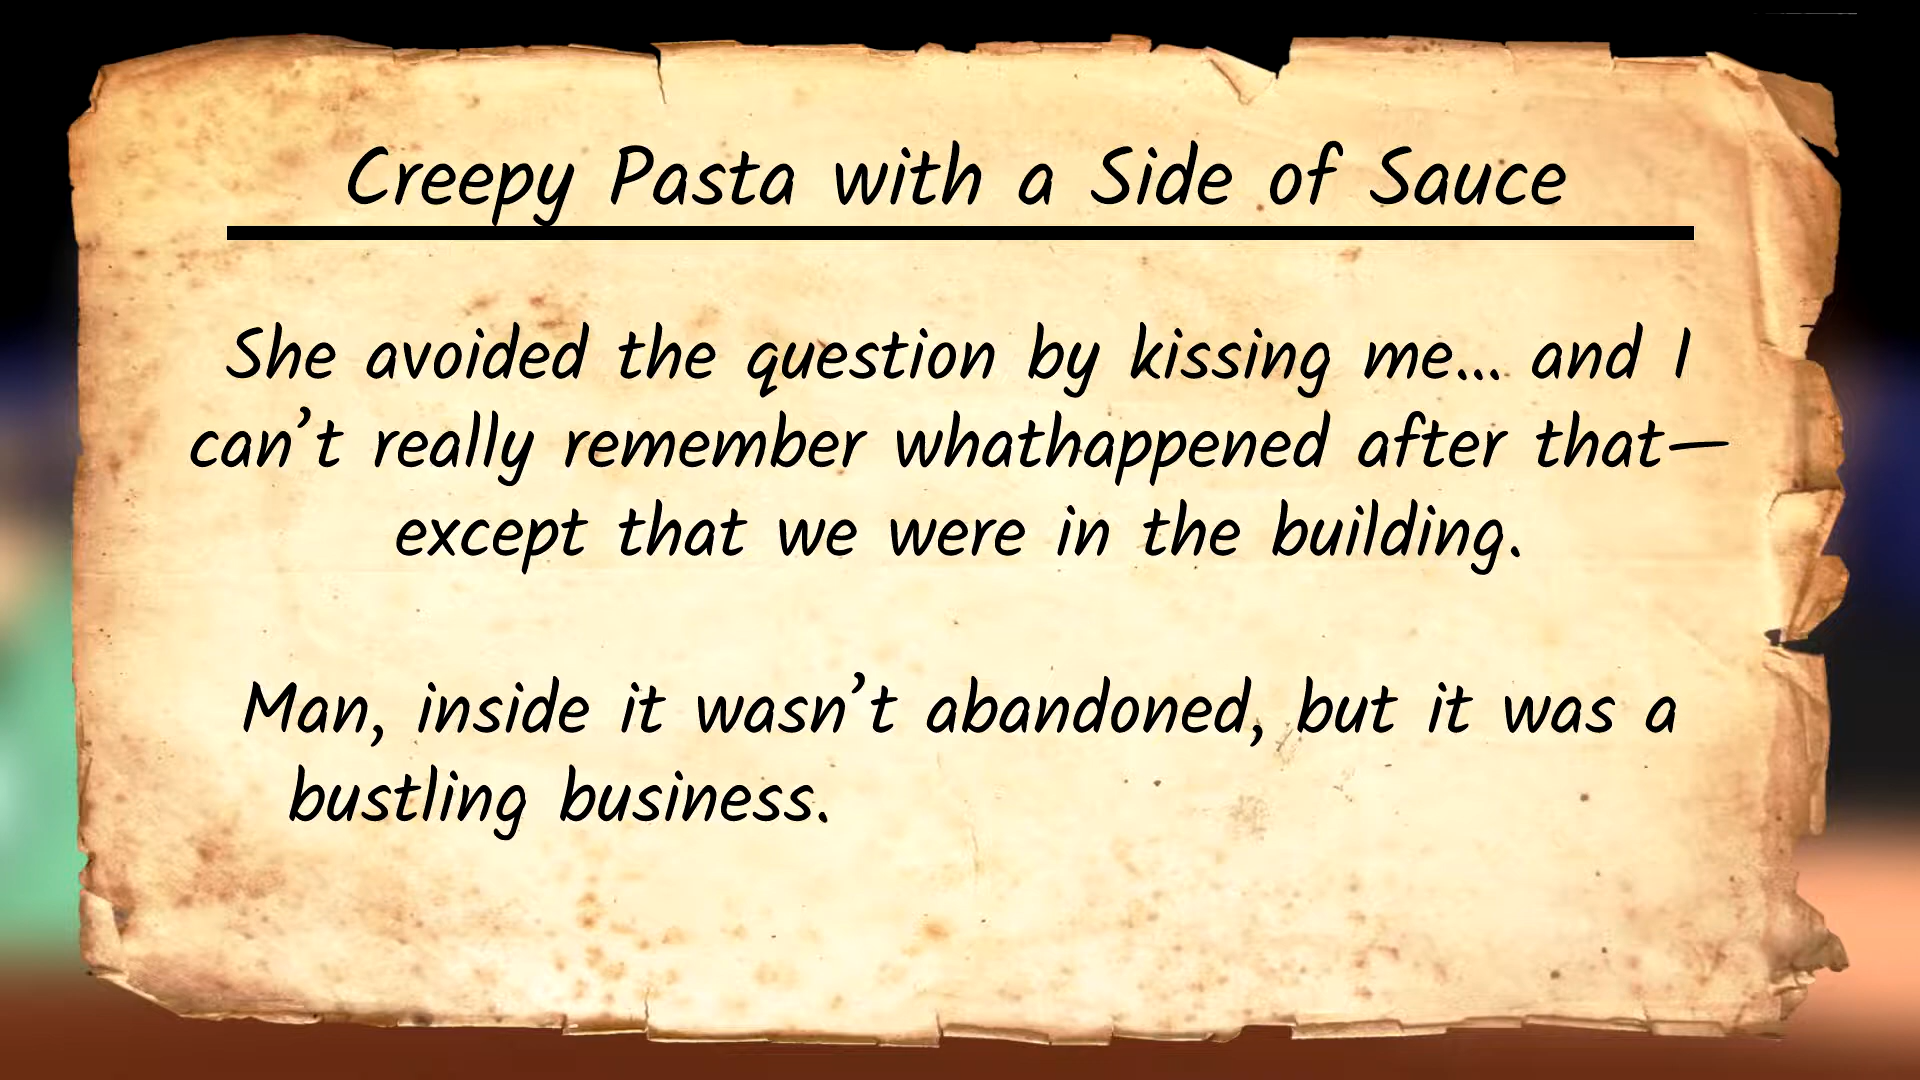 Creepy Pasta with a Side of Sauce
She avoided the question by kissing me... and I
can’t really remember whathappened after that—
except that we were in the building.
Man, inside it wasn’t abandoned, but it was a
bustling business.